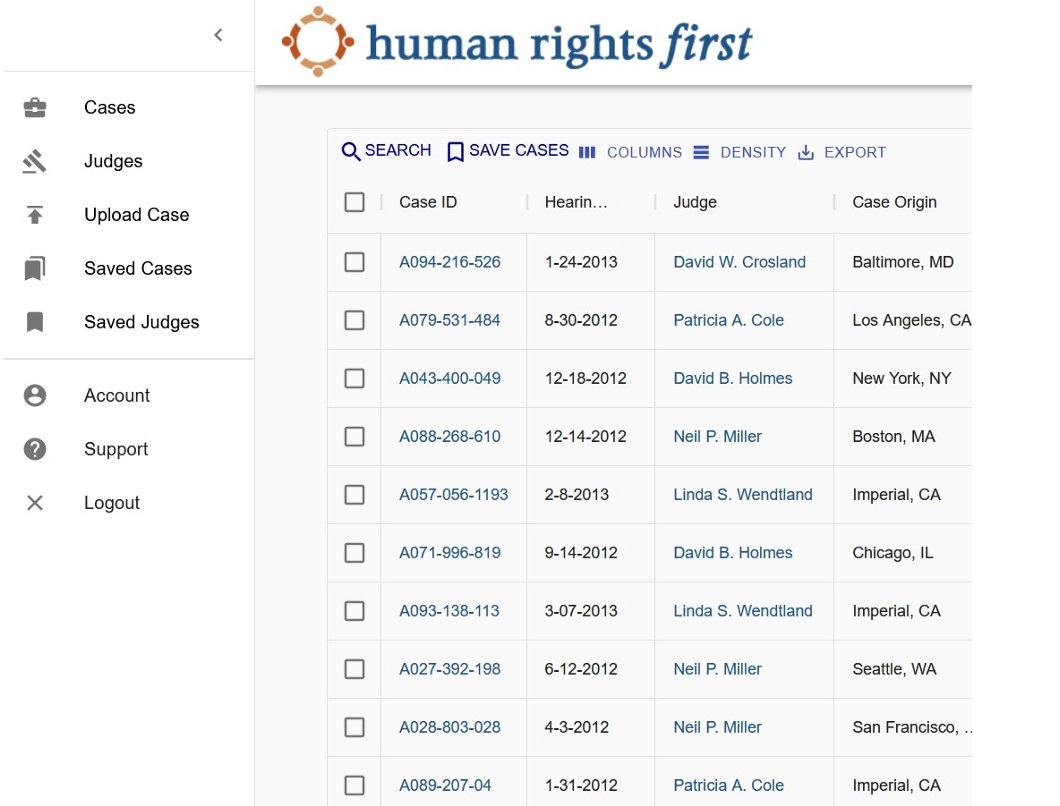 human rights first
Cases
Judges
Upload Case
Saved Cases
Saved Judges
Account
Support
Logout
SEARCH SAVE CASES COLUMNS DENSITY EXPORT
Case ID Hearin… Judge Case Origin
A094-216-526 1-24-2013 David W. Crosland Baltimore, MD
A079-531-484 8-30-2012 Patricia A. Cole Los Angeles, CA
A043-400-049 12-18-2012 David B. Holmes New York, NY
A088-268-610 12-14-2012 Neil P. Miller Boston, MA
A057-056-1193 2-8-2013 Linda S. Wendtland Imperial, CA
A071-996-819 9-14-2012 David B. Holmes Chicago, IL
A093-138-113 3-07-2013 Linda S. Wendtland Imperial, CA
A027-392-198 6-12-2012 Neil P. Miller Seattle, WA
A028-803-028 4-3-2012 Neil P. Miller San Francisco, ..
A089-207-04 1-31-2012 Patricia A. Cole Imperial, CA